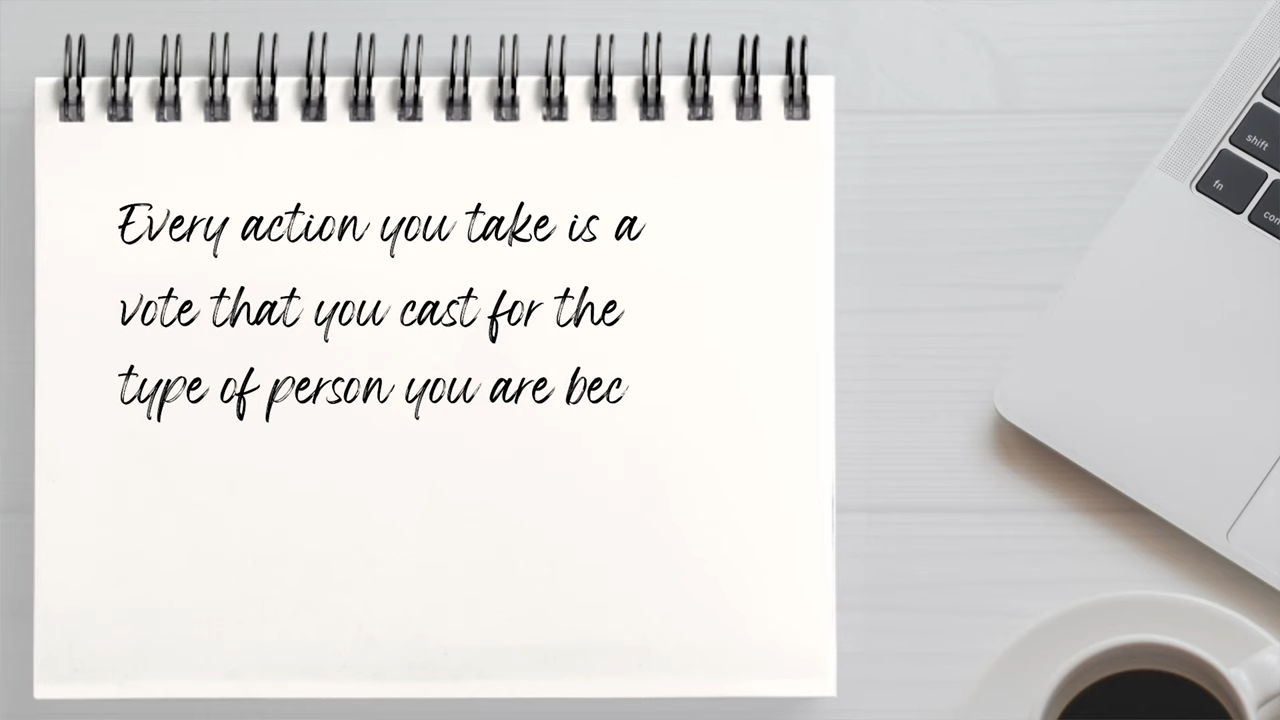 Every action you take is a
vote that you cast for the
type of person you are bec
shift
fn
con